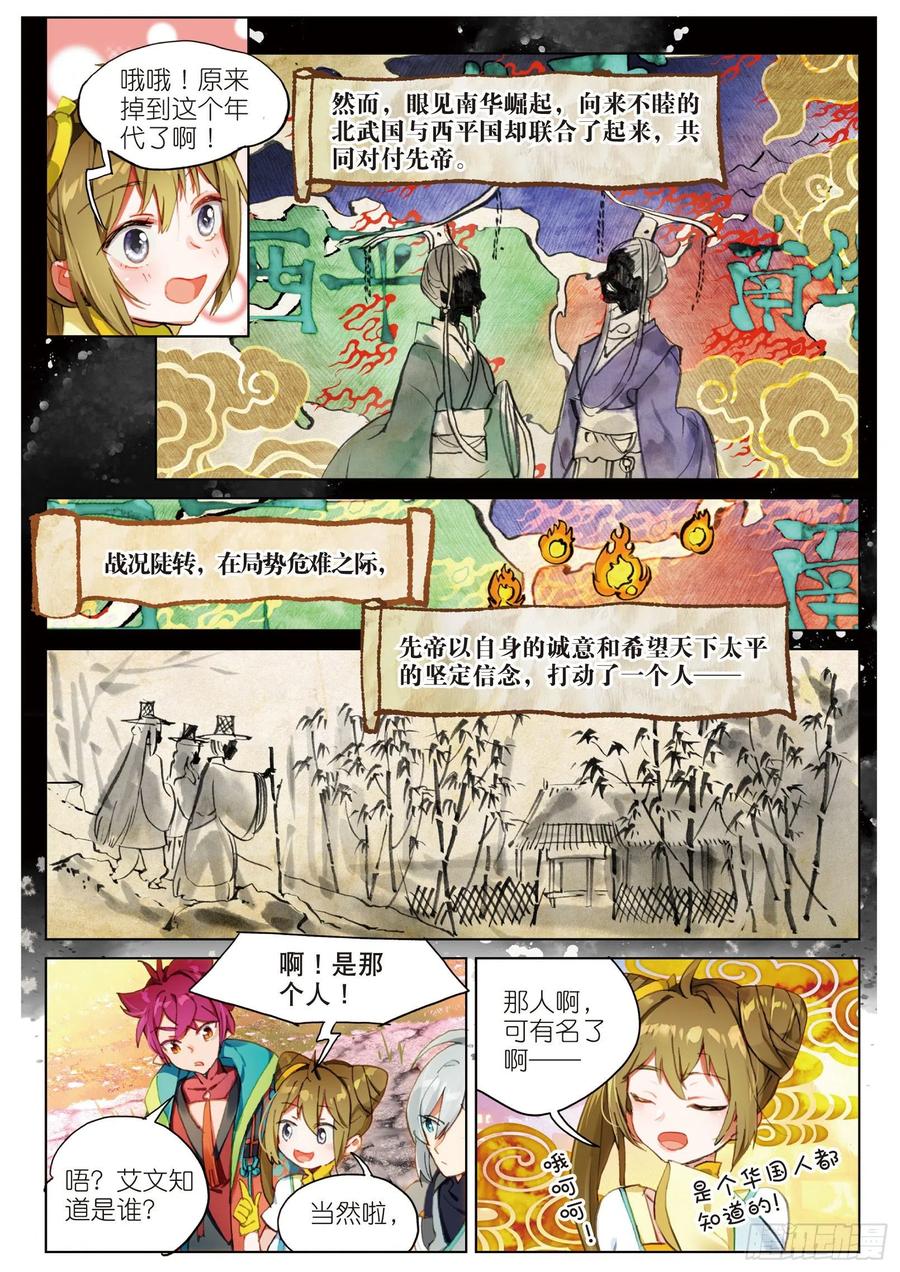 哦哦！原来
掉到这个年
代了啊！
然而，眼见南华崛起，向来不睦的
北武国与西平国却联合了起来，共
同对付先帝。
西平
南华
战况陡转，在局势危难之际，
南
先帝以自身的诚意和希望天下太平
的坚定信念，打动了一个人——
啊！是那
个人！
唔？艾文知
道是谁？
当然啦，
那人啊，
可有名了
啊——
哦呵呵！
是个华国人都
知道的！
腾讯动漫